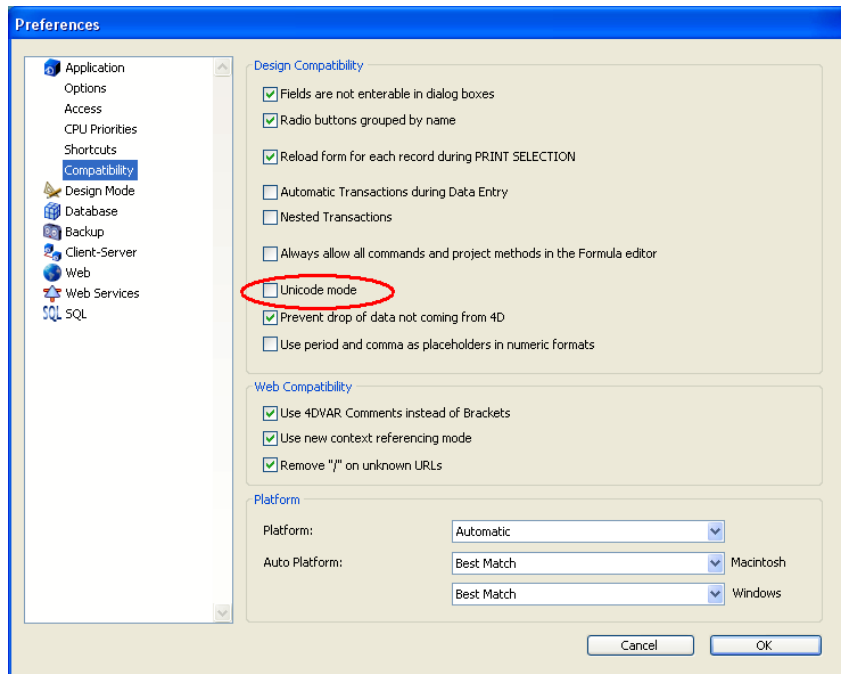 Preferences
Application
Options
Access
CPU Priorities
Shortcuts
Compatibility
Design Mode
Database
Backup
Client-Server
Web
Web Services
SQL SQL
Design Compatibility
Fields are not enterable in dialog boxes
Radio buttons grouped by name
Reload form for each record during PRINT SELECTION
Automatic Transactions during Data Entry
Nested Transactions
Always allow all commands and project methods in the Formula editor
Unicode mode
Prevent drop of data not coming from 4D
Use period and comma as placeholders in numeric formats
Web Compatibility
Use 4DVAR Comments instead of Brackets
Use new context referencing mode
Remove "/" on unknown URLs
Platform
Platform: Automatic
Auto Platform: Best Match Macintosh
Best Match Windows
Cancel OK